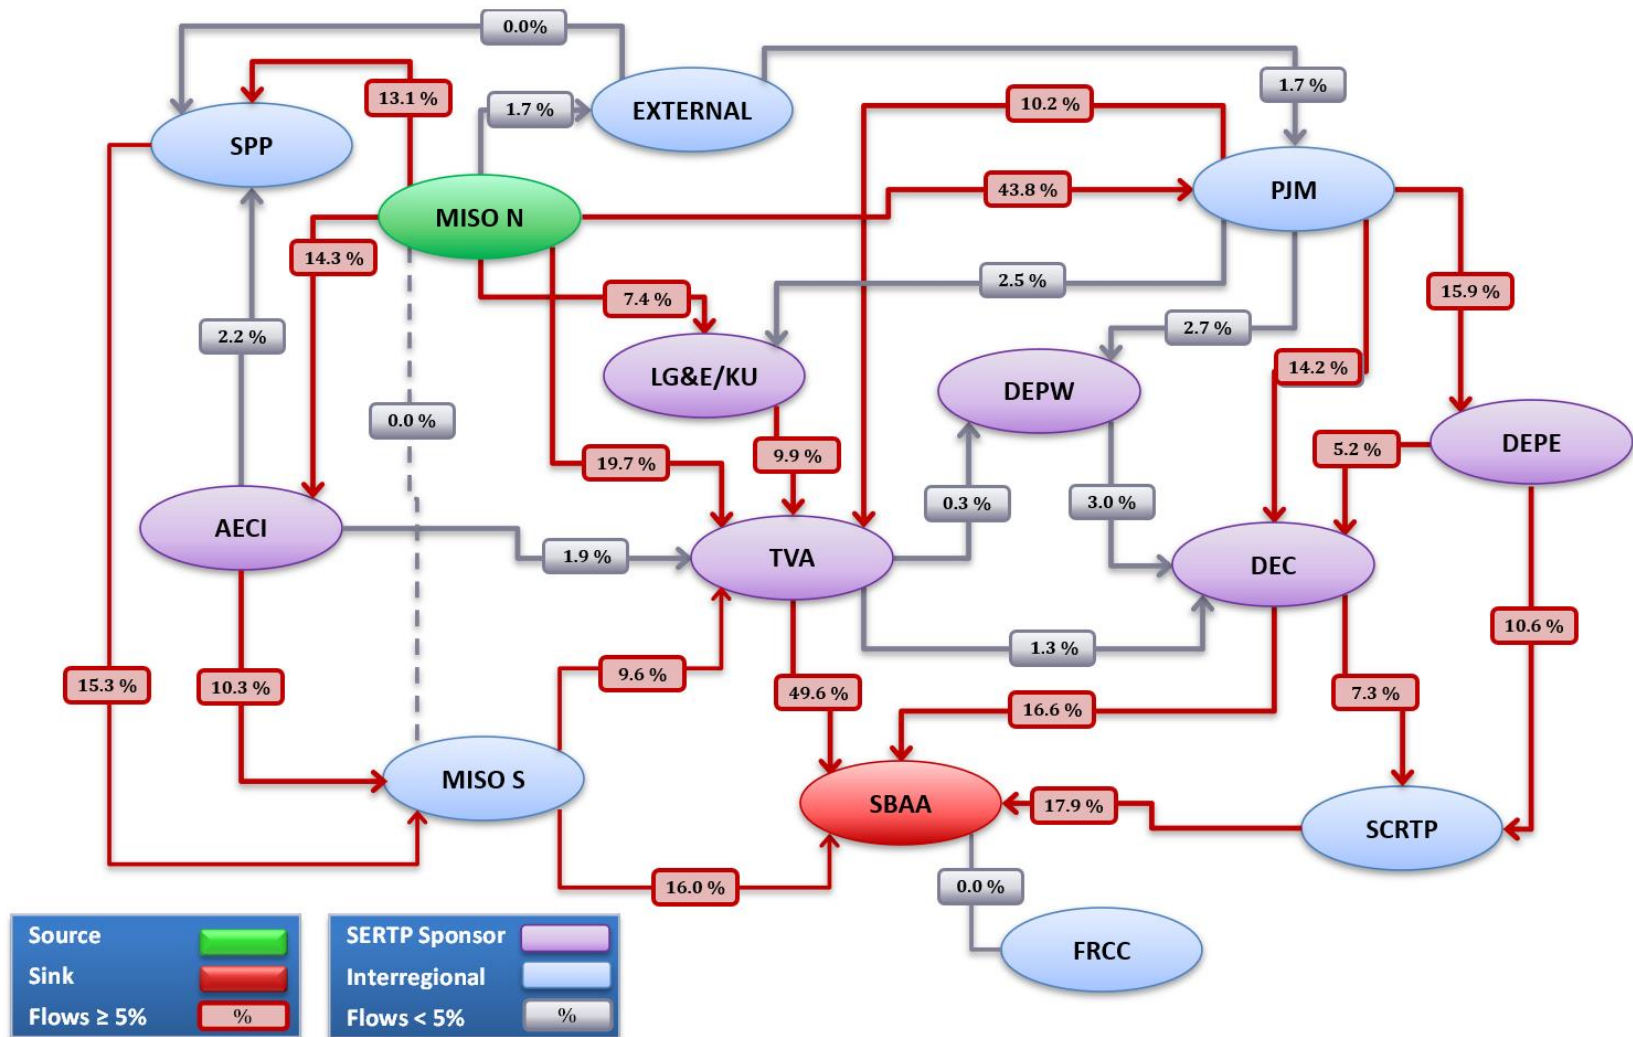 0.0%
EXTERNAL
1.7 %
13.1 %
1.7 %
10.2 %
SPP
PJM
43.8 %
MISO N
14.3 %
2.5 %
15.9 %
7.4 %
2.7 %
2.2 %
LG&E/KU
14.2 %
DEPW
0.0 %
DEPE
5.2 %
9.9 %
19.7 %
0.3 %
3.0 %
AECI
1.9 %
TVA
DEC
10.6 %
1.3 %
9.6 %
15.3 %
10.3 %
49.6 %
7.3 %
16.6 %
MISO S
SBAA
17.9 %
SCRTP
16.0 %
0.0 %
FRCC
Source
Sink
Flows ≥ 5%
%
SERTP Sponsor
Interregional
Flows < 5%
%